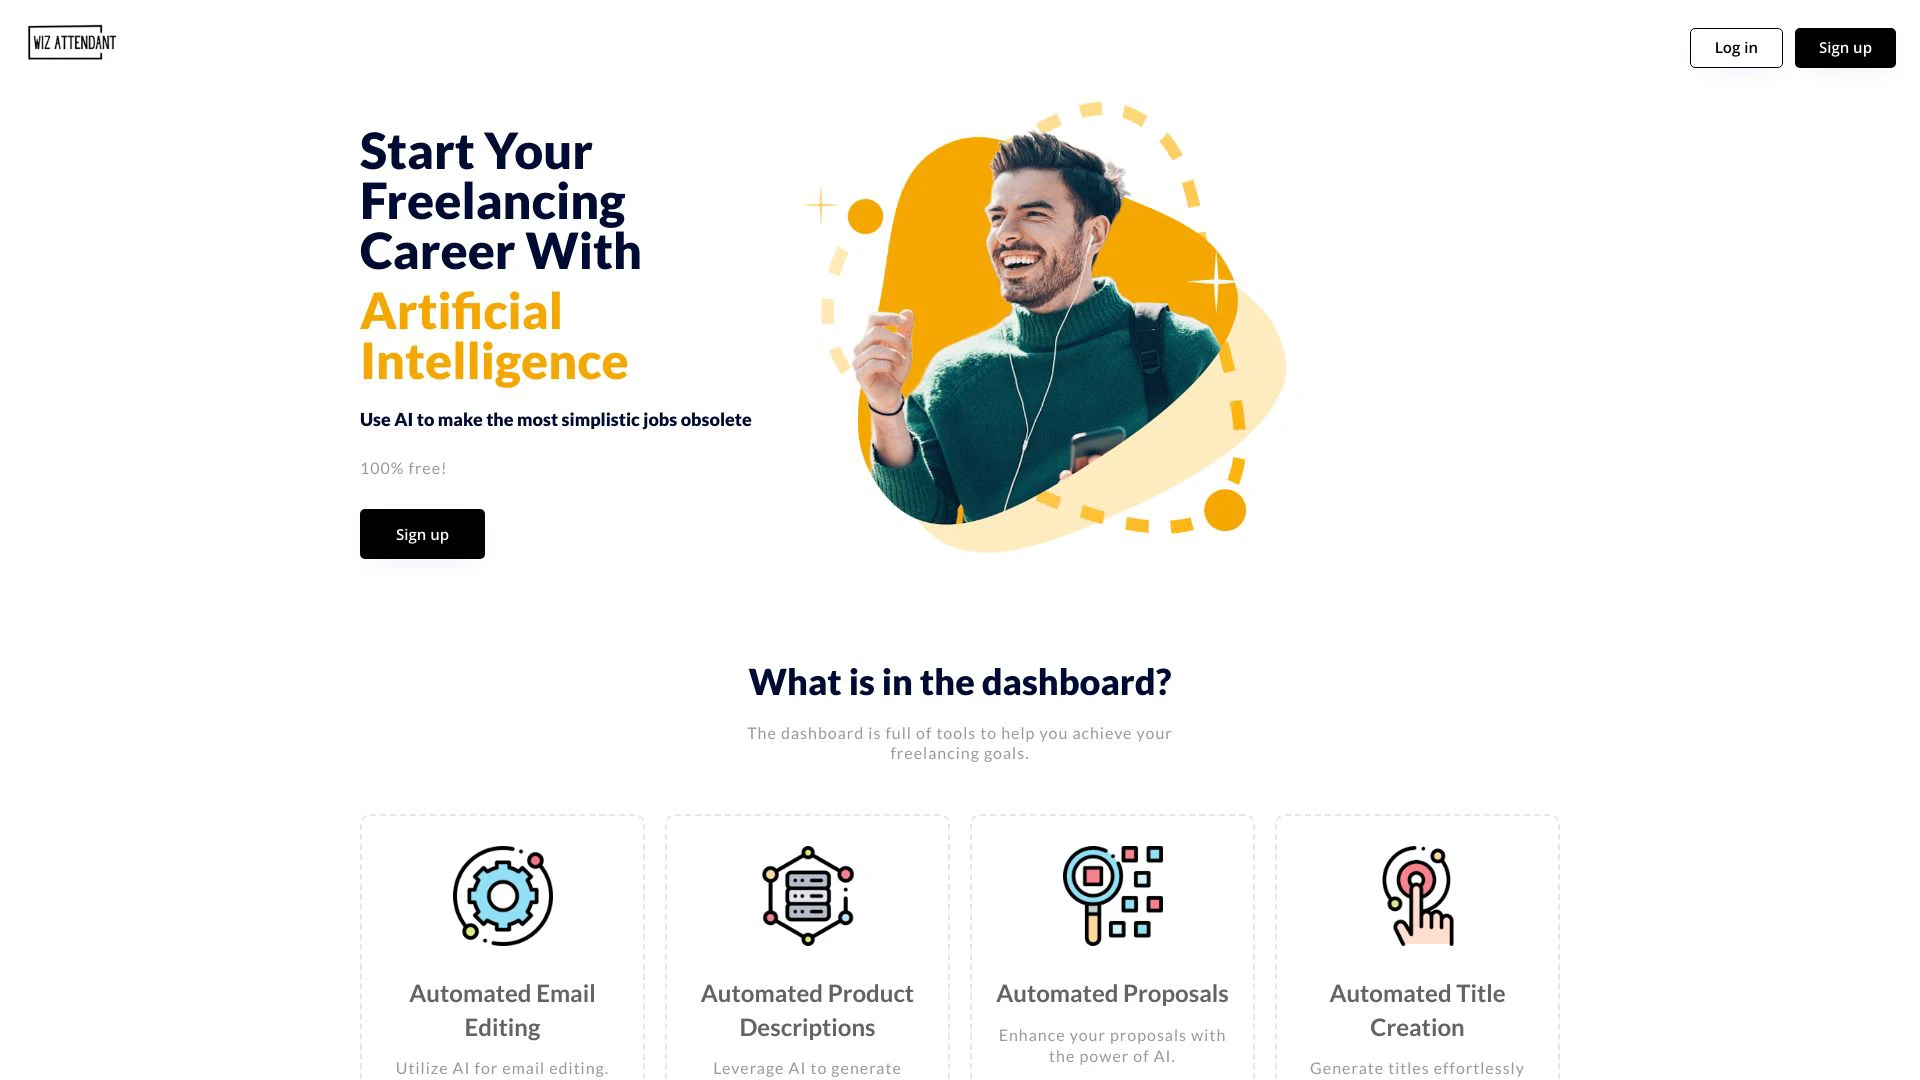 WIZ ATTENDANT
Log in
Sign up
Start Your
Freelancing
Career With
Artificial
Intelligence
Use AI to make the most simplistic jobs obsolete
100% free!
Sign up
What is in the dashboard?
The dashboard is full of tools to help you achieve your
freelancing goals.
Automated Email
Editing
Utilize AI for email editing.
Automated Product
Descriptions
Leverage AI to generate
Automated Proposals
Enhance your proposals with
the power of AI.
Automated Title
Creation
Generate titles effortlessly